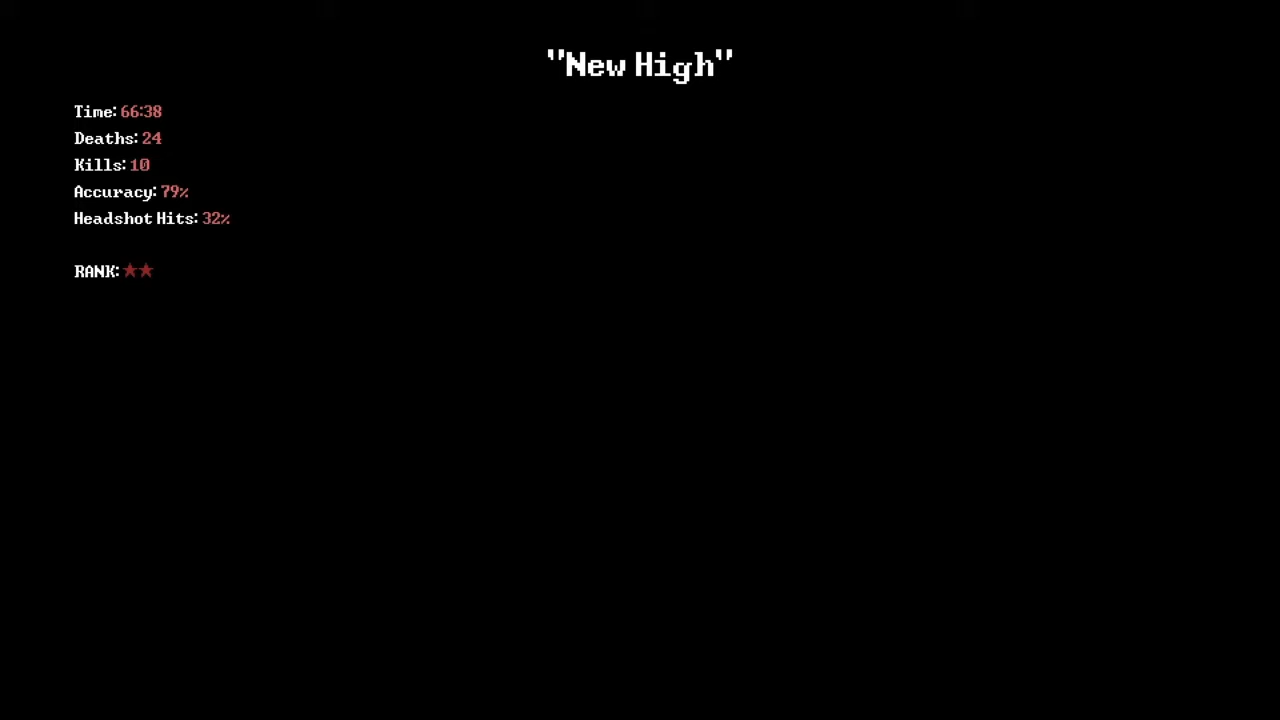 "New High"
Time: 66:38
Deaths: 24
Kills: 10
Accuracy: 79%
Headshot Hits: 32%
RANK: ★★